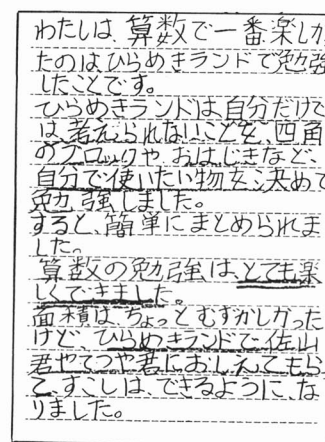 わたしは、算数で一番、楽しか
たのはひらめきランドで勉強
したことです。
ひらめきランドは自分だけで
は、考えられないことを、四角
のブロックや、おはじきなど、
自分で使いたい物を、決めて
勉強しました。
すると、簡単にまとめられま
した。
算数の勉強は、とても楽
しくできました。
面積は、ちょっとむずかしかった
けど、ひらめきランドで佐山
君やてつや君におしえてもら
て、すこしは、できるように、な
りました。